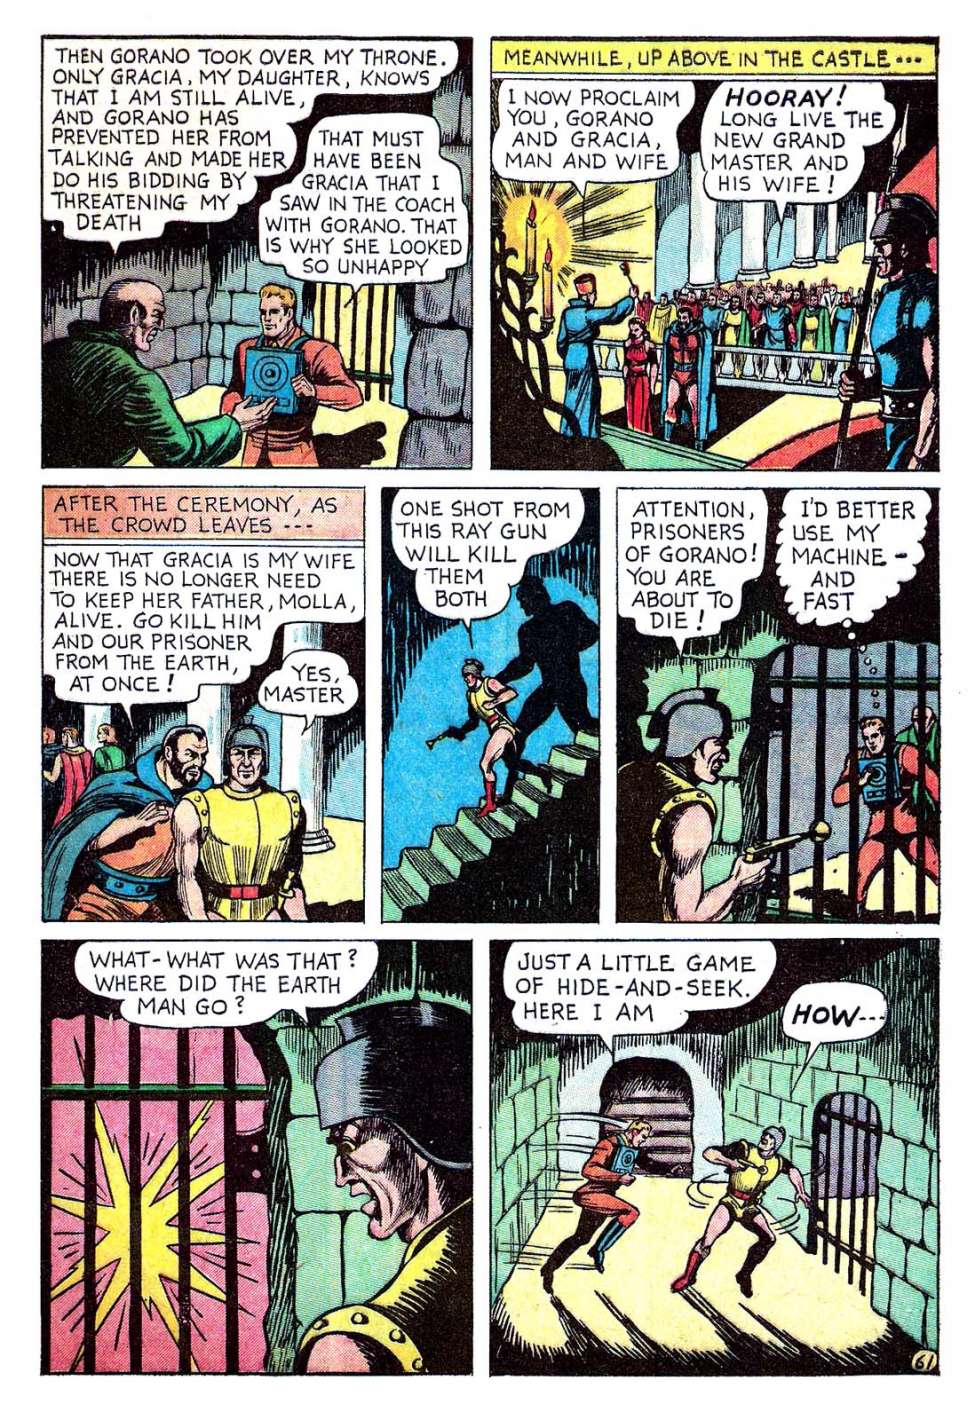 THEN GORANO TOOK OVER MY THRONE.
ONLY GRACIA, MY DAUGHTER, KNOWS
THAT I AM STILL ALIVE,
AND GORANO HAS
PREVENTED HER FROM
TALKING AND MADE HER
DO HIS BIDDING BY
THREATENING MY
DEATH
THAT MUST
HAVE BEEN
GRACIA THAT I
SAW IN THE COACH
WITH GORANO. THAT
IS WHY SHE LOOKED
SO UNHAPPY
MEANWHILE, UP ABOVE IN THE CASTLE...
I NOW PROCLAIM
YOU, GORANO
AND GRACIA,
MAN AND WIFE
HOORAY!
LONG LIVE THE
NEW GRAND
MASTER AND
HIS WIFE!
AFTER THE CEREMONY, AS
THE CROWD LEAVES ---
NOW THAT GRACIA IS MY WIFE
THERE IS NO LONGER NEED
TO KEEP HER FATHER, MOLLA,
ALIVE. GO KILL HIM
AND OUR PRISONER
FROM THE EARTH,
AT ONCE!
YES,
MASTER
ONE SHOT FROM
THIS RAY GUN
WILL KILL
THEM
BOTH
ATTENTION,
PRISONERS
OF GORANO!
YOU ARE
ABOUT TO
DIE!
I'D BETTER
USE MY
MACHINE-
AND
FAST
WHAT-WHAT WAS THAT?
WHERE DID THE EARTH
MAN GO?
JUST A LITTLE GAME
OF HIDE-AND-SEEK.
HERE I AM
HOW---
61